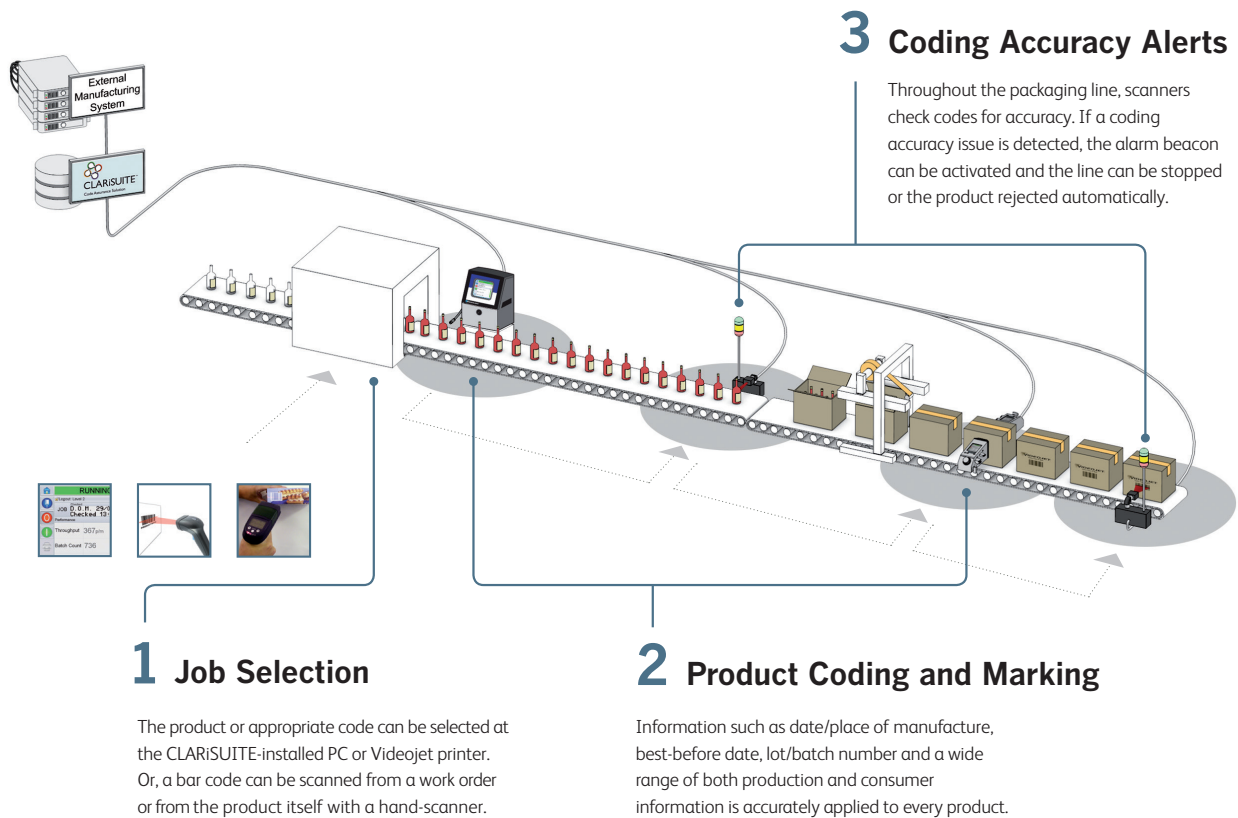 3 Coding Accuracy Alerts
Throughout the packaging line, scanners
check codes for accuracy. If a coding
accuracy issue is detected, the alarm beacon
can be activated and the line can be stopped
or the product rejected automatically.
External
Manufacturing
System
CLARiSUITE™
Code Assurance Solution
RUNNING
Logout Level 2
JOB D.O.M. 29/0
Checked 13
Performance
Throughput 367
Batch Count 736
1 Job Selection
The product or appropriate code can be selected at
the CLARiSUITE-installed PC or Videojet printer.
Or, a bar code can be scanned from a work order
or from the product itself with a hand-scanner.
2 Product Coding and Marking
Information such as date/place of manufacture,
best-before date, lot/batch number and a wide
range of both production and consumer
information is accurately applied to every product.